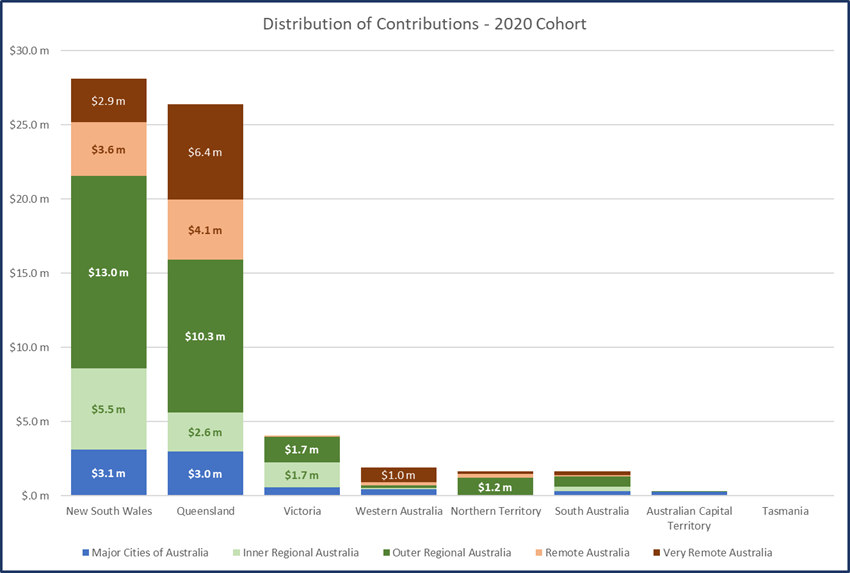 Distribution of Contributions - 2020 Cohort
$30.0 m
$25.0 m
$20.0 m
$15.0 m
$10.0 m
$5.0 m
$.0 m
$2.9 m
$3.6 m
$13.0 m
$5.5 m
$3.1 m
$6.4 m
$4.1 m
$10.3 m
$2.6 m
$3.0 m
$1.7 m
$1.7 m
$1.0 m
$1.2 m
New South Wales
Queensland
Victoria
Western Australia
Northern Territory
South Australia
Australian Capital
Territory
Tasmania
Major Cities of Australia
Inner Regional Australia
Outer Regional Australia
Remote Australia
Very Remote Australia